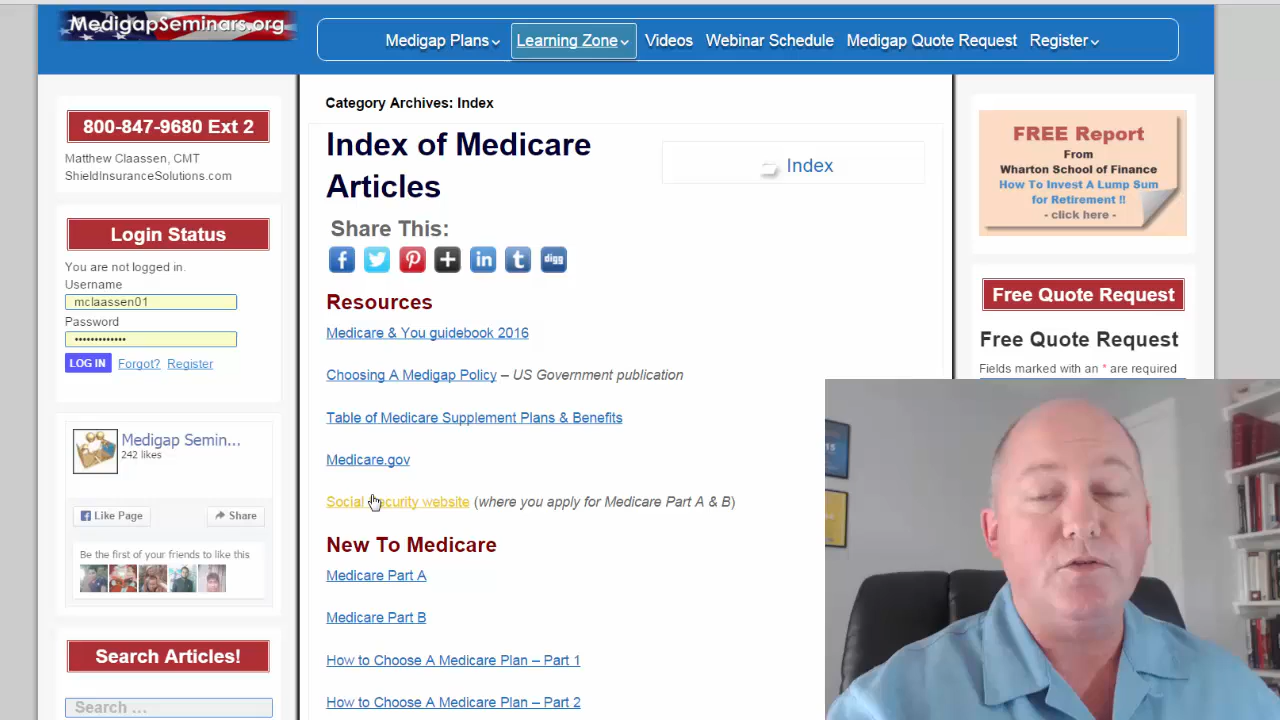 MedigapSeminars.org
Medigap Plans
Learning Zone
Videos
Webinar Schedule
Medigap Quote Request
Register
800-847-9680 Ext 2
Matthew Claassen, CMT
ShieldInsuranceSolutions.com
Login Status
You are not logged in.
Username
mclaassen01
Password
•••••••••••••
LOG IN
Forgot?
Register
Medigap Semin...
242 likes
Like Page
Share
Be the first of your friends to like this
Search Articles!
Search ...
Category Archives: Index
Index of Medicare
Articles
Index
Share This:
digg
Resources
Medicare & You guidebook 2016
Choosing A Medigap Policy – US Government publication
Table of Medicare Supplement Plans & Benefits
Medicare.gov
Social Security website (where you apply for Medicare Part A & B)
New To Medicare
Medicare Part A
Medicare Part B
How to Choose A Medicare Plan – Part 1
How to Choose A Medicare Plan – Part 2
FREE Report
From
Wharton School of Finance
How To Invest A Lump Sum
for Retirement !!
- click here -
Free Quote Request
Free Quote Request
Fields marked with an * are required